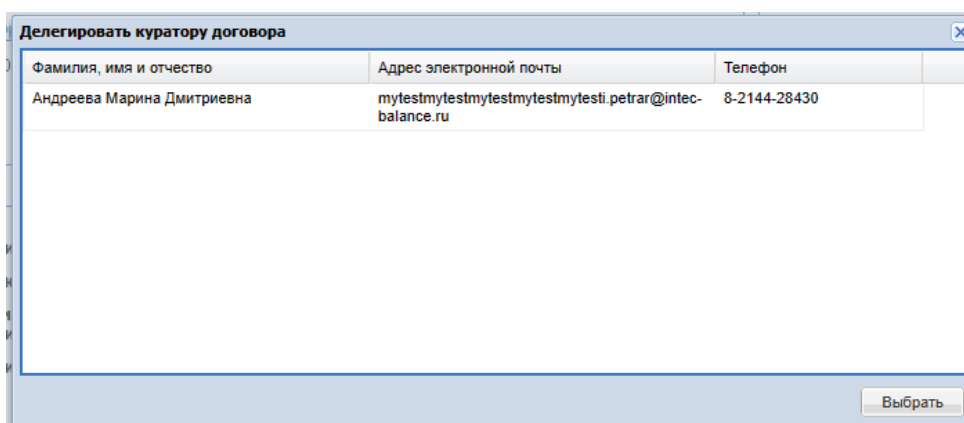 Делегировать куратору договора
Фамилия, имя и отчество Адрес электронной почты Телефон
Андреева Марина Дмитриевна mytestmytestmytestmytestmytesti.petrar@intec- 8-2144-28430
balance.ru
Выбрать